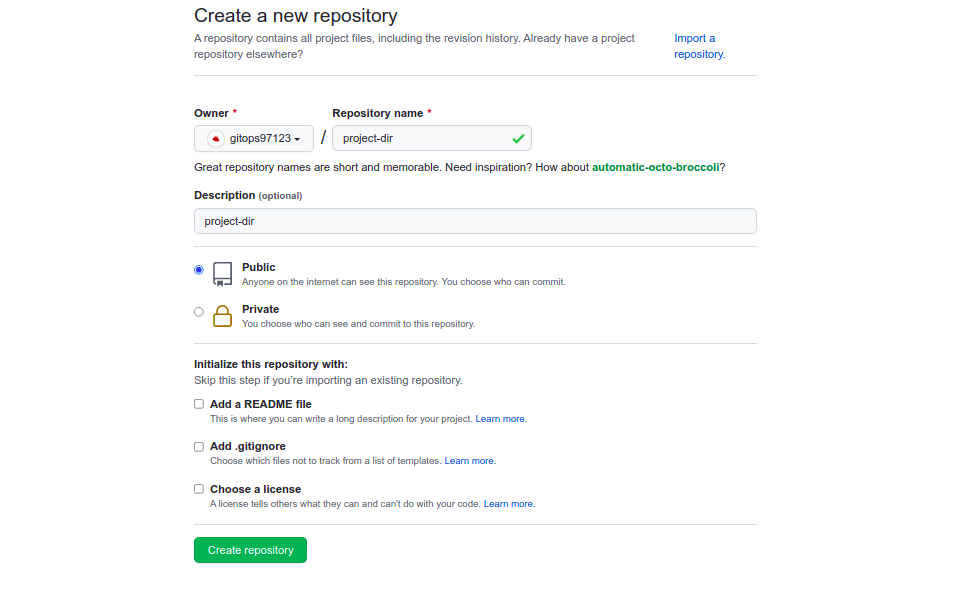 Create a new repository
A repository contains all project files, including the revision history. Already have a project
repository elsewhere?
Import a
repository.
Owner *
Repository name *
gitops97123
/
project-dir
Great repository names are short and memorable. Need inspiration? How about automatic-octo-broccoli?
Description (optional)
project-dir
Public
Anyone on the internet can see this repository. You choose who can commit.
Private
You choose who can see and commit to this repository.
Initialize this repository with:
Skip this step if you're importing an existing repository.
Add a README file
This is where you can write a long description for your project. Learn more.
Add .gitignore
Choose which files not to track from a list of templates. Learn more.
Choose a license
A license tells others what they can and can't do with your code. Learn more.
Create repository